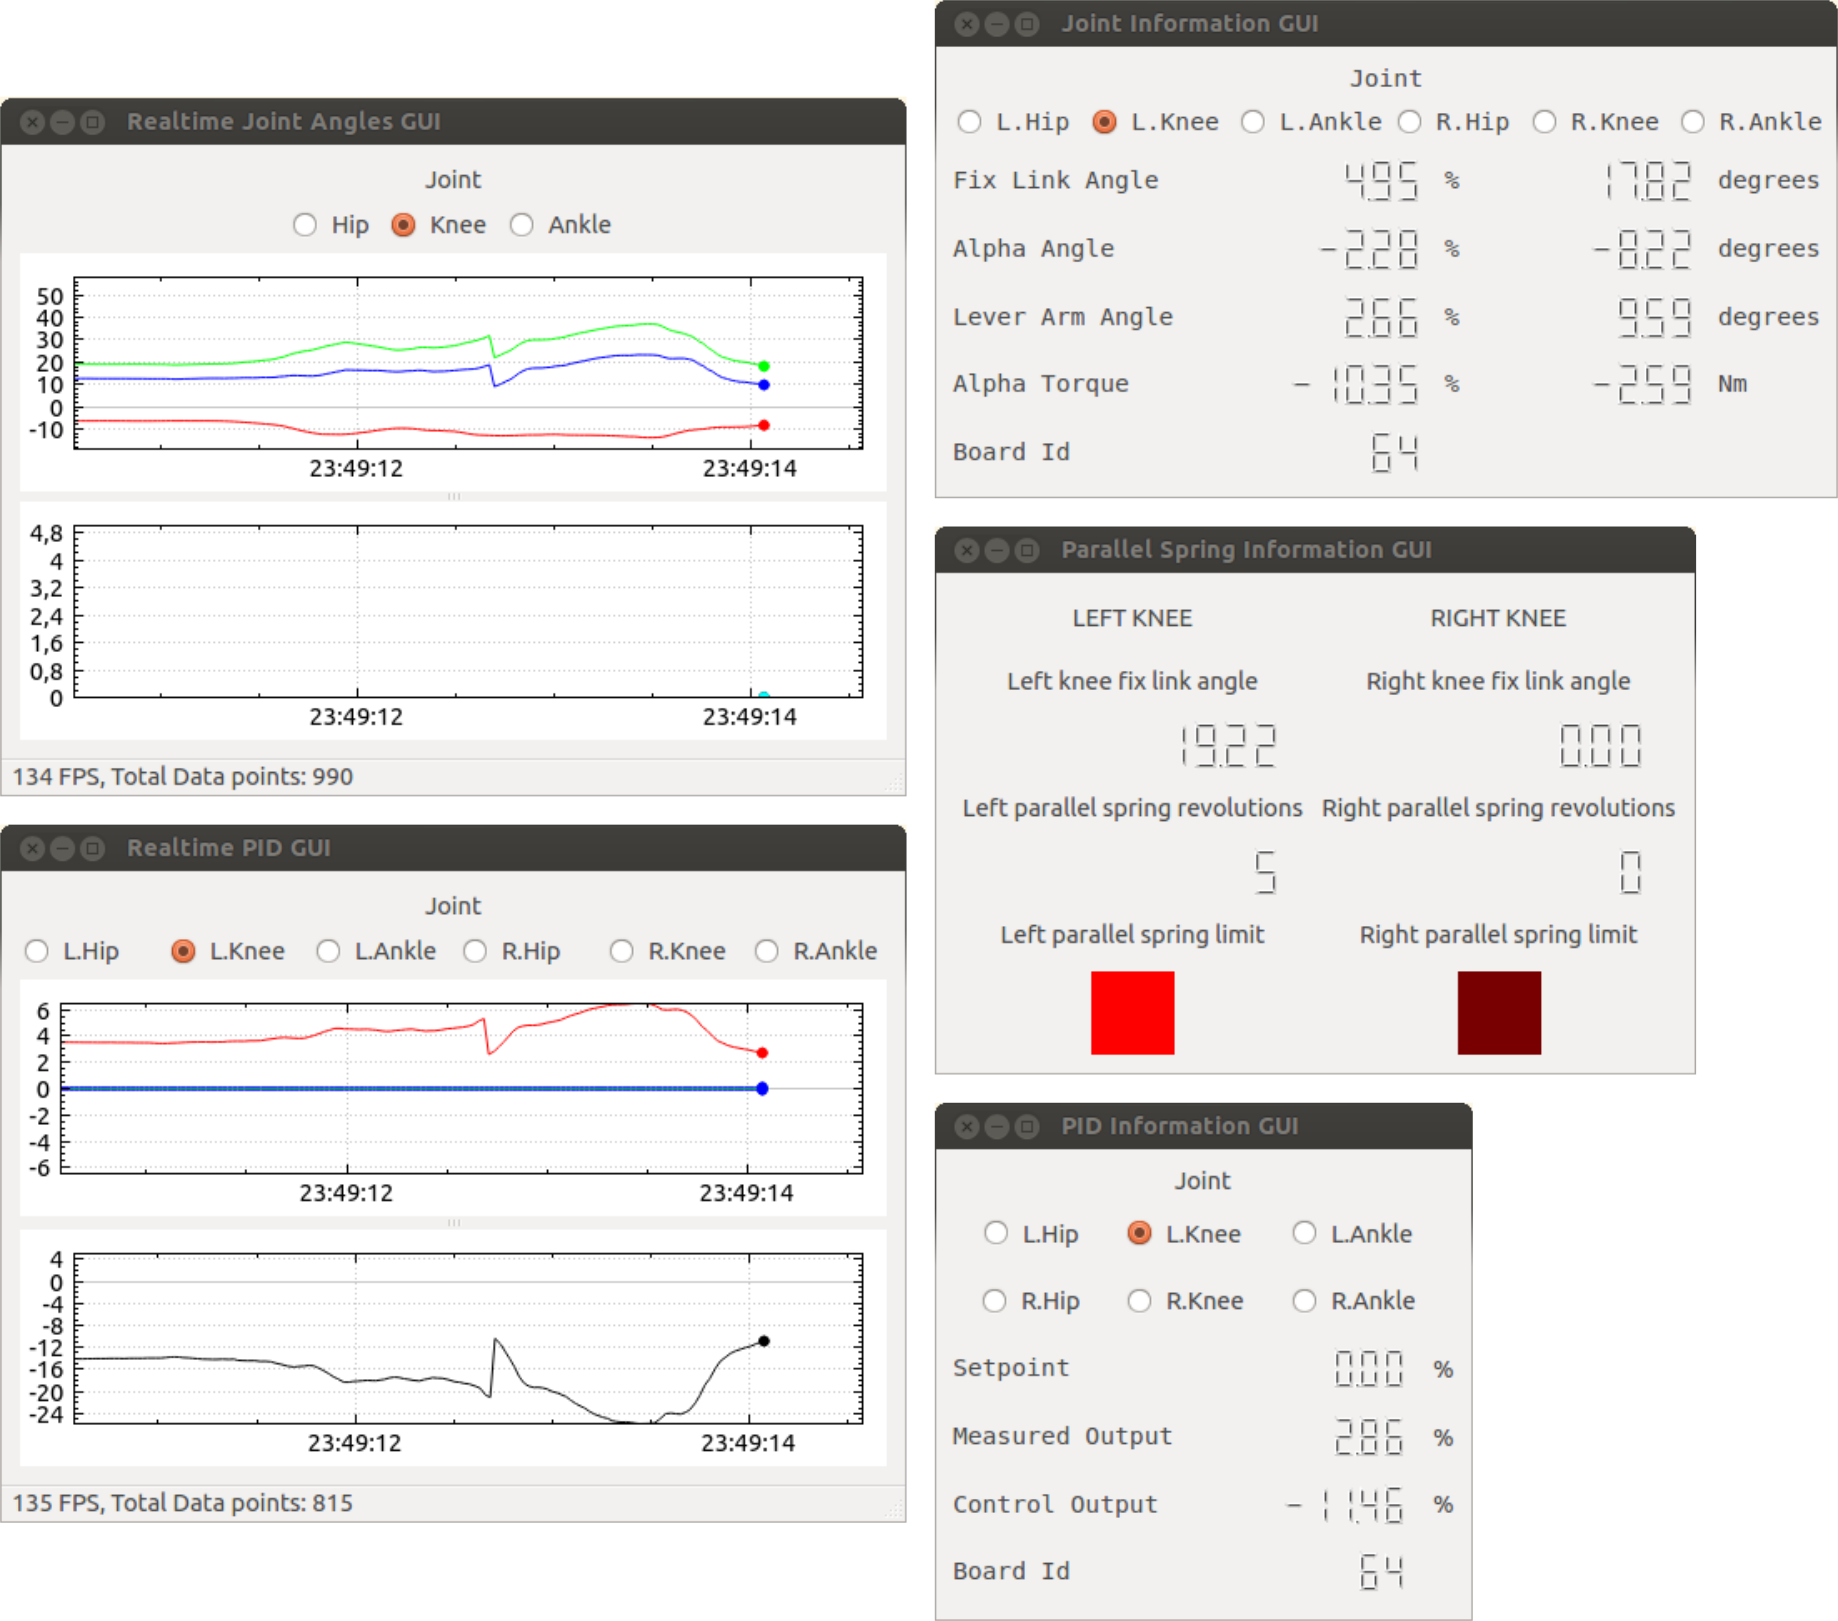 Realtime Joint Angles GUI
Joint
Hip Knee Ankle
50
40
30
20
10
0
-10
23:49:12 23:49:14
4,8
4
3,2
2,4
1,6
0,8
0
23:49:12 23:49:14
134 FPS, Total Data points: 990
Realtime PID GUI
Joint
L.Hip L.Knee L.Ankle R.Hip R.Knee R.Ankle
6
4
2
0
-2
-4
-6
23:49:12 23:49:14
4
0
-4
-8
-12
-16
-20
-24
23:49:12 23:49:14
135 FPS, Total Data points: 815
Joint Information GUI
Joint
L.Hip L.Knee L.Ankle R.Hip R.Knee R.Ankle
Fix Link Angle 4.95 % 17.82 degrees
Alpha Angle -2.28 % -8.22 degrees
Lever Arm Angle 2.66 % 9.59 degrees
Alpha Torque -10.35 % -2.59 Nm
Board Id 64
Parallel Spring Information GUI
LEFT KNEE RIGHT KNEE
Left knee fix link angle Right knee fix link angle
19.22 0.00
Left parallel spring revolutions Right parallel spring revolutions
5 0
Left parallel spring limit Right parallel spring limit
PID Information GUI
Joint
L.Hip L.Knee L.Ankle
R.Hip R.Knee R.Ankle
Setpoint 0.00 %
Measured Output 2.86 %
Control Output -11.46 %
Board Id 64